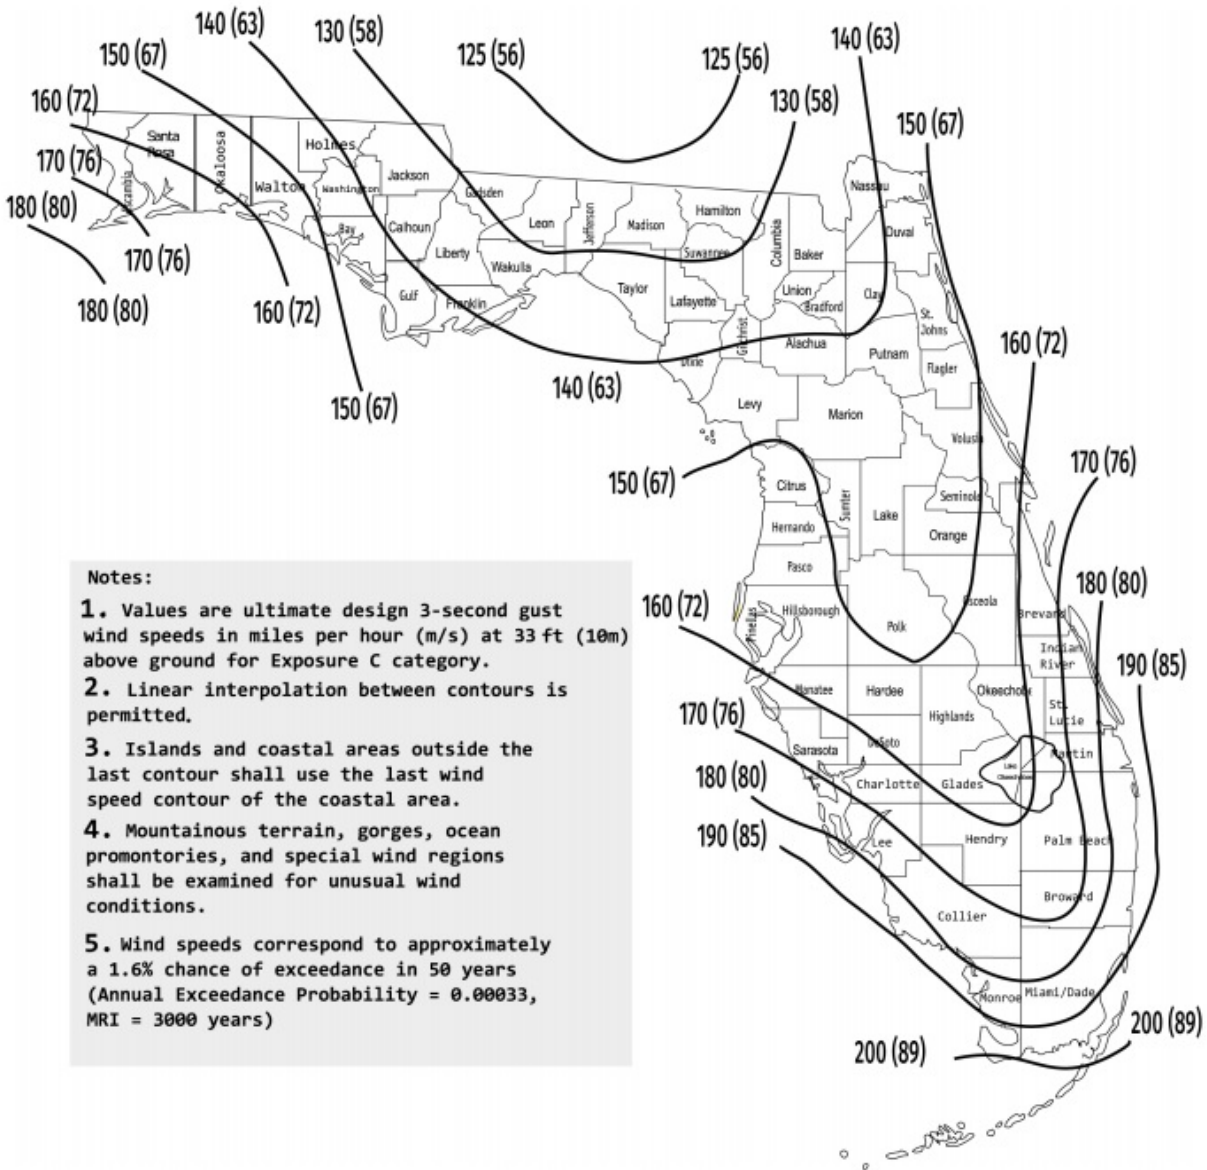 140 (63)
130 (58)
150 (67)
125 (56)
125 (56)
140 (63)
160 (72)
130 (58)
150 (67)
170 (76)
180 (80)
170 (76)
180 (80)
160 (72)
150 (67)
140 (63)
160 (72)
150 (67)
170 (76)
160 (72)
180 (80)
190 (85)
170 (76)
180 (80)
190 (85)
200 (89)
200 (89)
Santa
Rosa
Escambia
Okaloosa
Walton
Holmes
Washington
Jackson
Bay
Calhoun
Gulf
Liberty
Gadsden
Franklin
Leon
Wakulla
Jefferson
Madison
Taylor
Hamilton
Suwannee
Lafayette
Dixie
Columbia
Gilchrist
Baker
Union
Bradford
Alachua
Nassau
Duval
Clay
St.
Johns
Putnam
Flagler
Levy
Marion
Volusia
Citrus
Sumter
Lake
Seminole
Orange
Hernando
Pasco
Pinellas
Hillsborough
Polk
Osceola
Brevard
Indian
River
Manatee
Hardee
Highlands
Okeechobe
St.
Lucie
Sarasota
DeSoto
Martin
Charlotte
Glades
Lake
Okeechobee
Lee
Hendry
Palm Beach
Collier
Broward
Monroe
Miami/Dade
Notes:
1. Values are ultimate design 3-second gust
wind speeds in miles per hour (m/s) at 33 ft (10m)
above ground for Exposure C category.
2. Linear interpolation between contours is
permitted.
3. Islands and coastal areas outside the
last contour shall use the last wind
speed contour of the coastal area.
4. Mountainous terrain, gorges, ocean
promontories, and special wind regions
shall be examined for unusual wind
conditions.
5. Wind speeds correspond to approximately
a 1.6% chance of exceedance in 50 years
(Annual Exceedance Probability = 0.00033,
MRI = 3000 years)